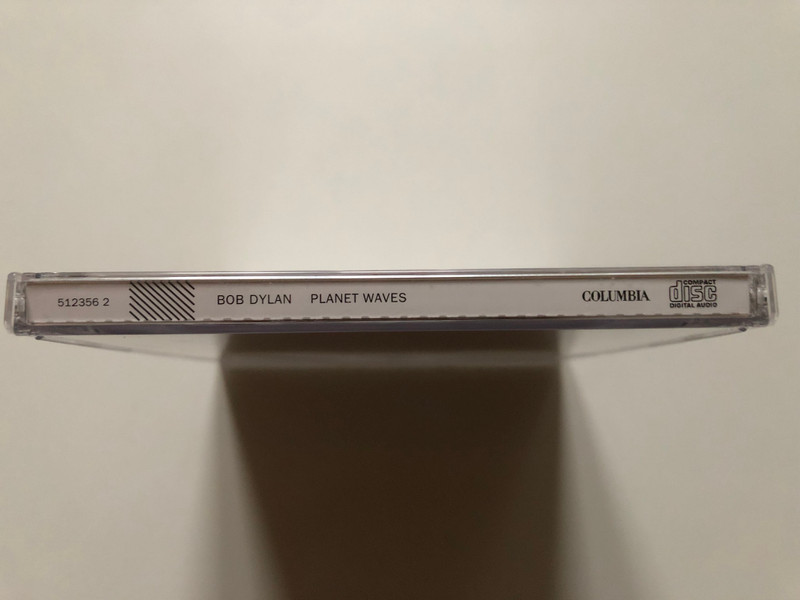 512356 2 BOB DYLAN PLANET WAVES COLUMBIA COMPACT disc DIGITAL AUDIO